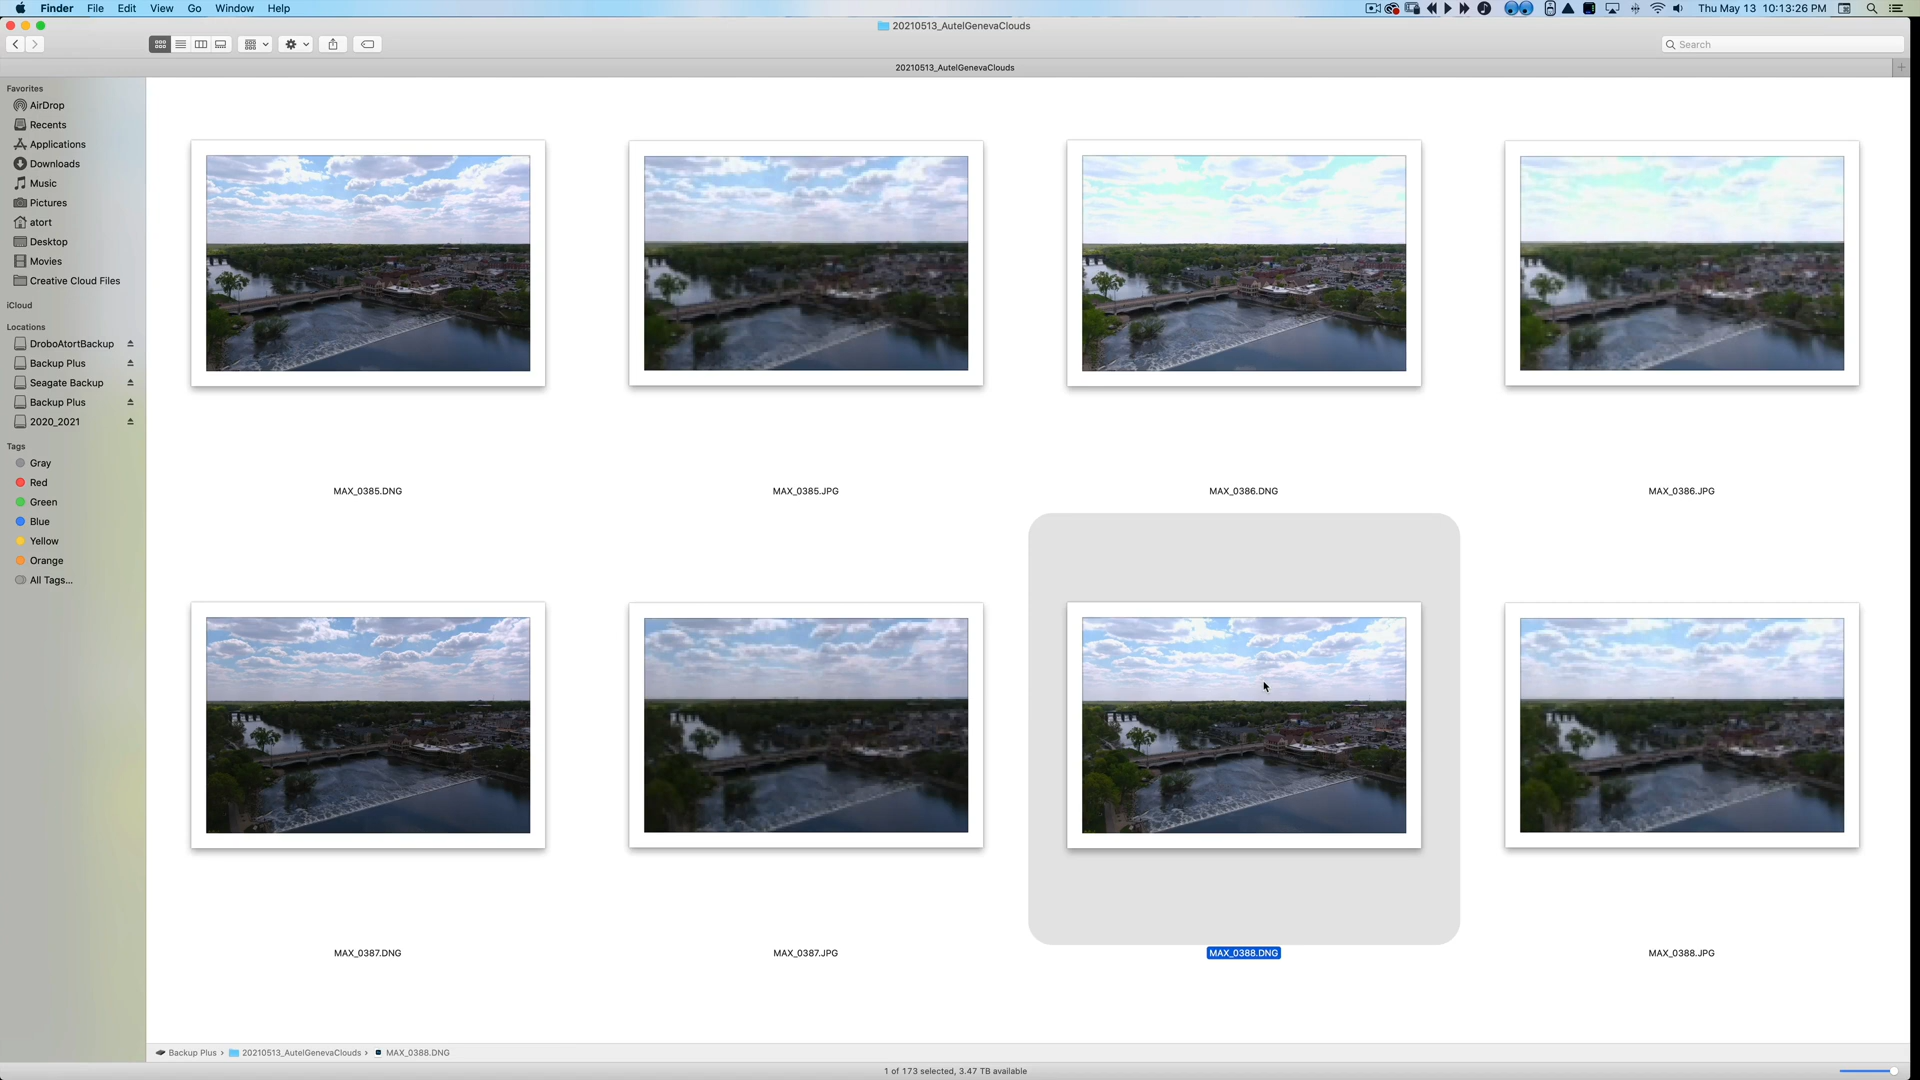 Finder File Edit View Go Window Help
Thu May 13 10:13:26 PM
20210513_AutelGenevaClouds
Search
20210513_AutelGenevaClouds
Favorites
AirDrop
Recents
Applications
Downloads
Music
Pictures
atort
Desktop
Movies
Creative Cloud Files
iCloud
Locations
DroboAtortBackup
Backup Plus
Seagate Backup
Backup Plus
2020_2021
Tags
Gray
Red
Green
Blue
Yellow
Orange
All Tags...
MAX_0385.DNG
MAX_0385.JPG
MAX_0386.DNG
MAX_0386.JPG
MAX_0387.DNG
MAX_0387.JPG
MAX_0388.DNG
MAX_0388.JPG
Backup Plus › 20210513_AutelGenevaClouds › MAX_0388.DNG
1 of 173 selected, 3.47 TB available